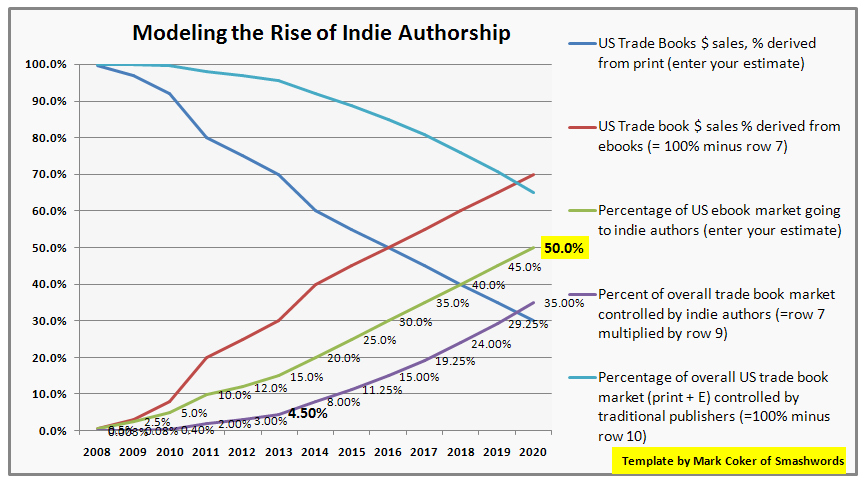 Modeling the Rise of Indie Authorship
100.0%
90.0%
80.0%
70.0%
60.0%
50.0%
40.0%
30.0%
20.0%
10.0%
0.0%
2008 2009 2010 2011 2012 2013 2014 2015 2016 2017 2018 2019 2020
0.5% 2.5% 5.0% 10.0% 12.0% 15.0% 20.0% 25.0% 30.0% 35.0% 40.0% 45.0% 50.0%
0.005% 0.08% 0.40% 2.00% 3.00% 4.50% 8.00% 11.25% 15.00% 19.25% 24.00% 29.25% 35.00%
US Trade Books $ sales, % derived
from print (enter your estimate)
US Trade book $ sales % derived from
ebooks (= 100% minus row 7)
Percentage of US ebook market going
to indie authors (enter your estimate)
Percent of overall trade book market
controlled by indie authors (=row 7
multiplied by row 9)
Percentage of overall US trade book
market (print + E) controlled by
traditional publishers (=100% minus
row 10)
Template by Mark Coker of Smashwords